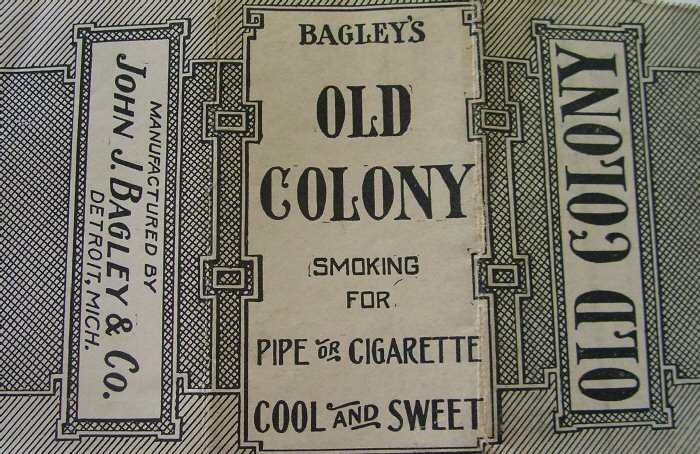 MANUFACTURED BY
JOHN J. BAGLEY & CO.
DETROIT, MICH.
BAGLEY'S
OLD
COLONY
SMOKING
FOR
PIPE OR CIGARETTE
COOL AND SWEET
OLD COLONY